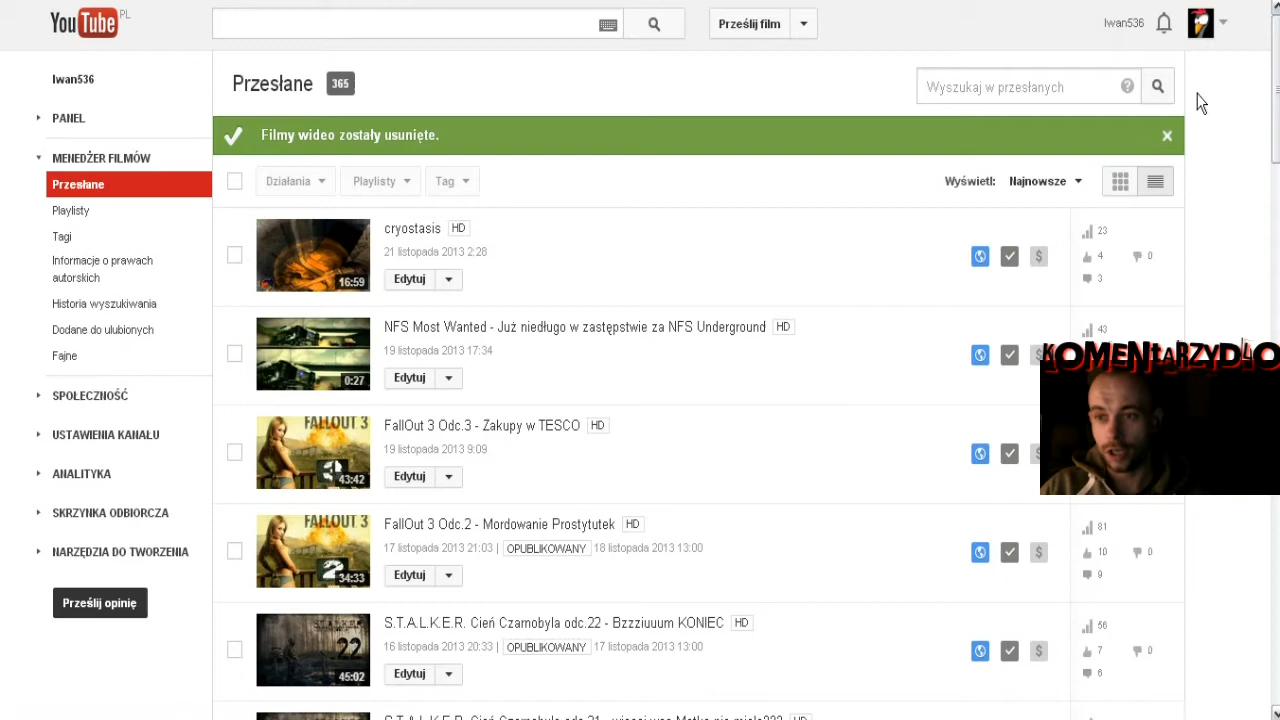 YouTube PL
Prześlij film
Iwan536
Iwan536
PANEL
MENEDŻER FILMÓW
Przesłane
Playlisty
Tagi
Informacje o prawach
autorskich
Historia wyszukiwania
Dodane do ulubionych
Fajne
SPOŁECZNOŚĆ
USTAWIENIA KANAŁU
ANALITYKA
SKRZYNKA ODBIORCZA
NARZĘDZIA DO TWORZENIA
Prześlij opinię
Przesłane 365
Wyszukaj w przesłanych ?
Filmy wideo zostały usunięte.
Działania Playlisty Tag
Wyświetl: Najnowsze
cryostasis HD
21 listopada 2013 2:28
16:59
Edytuj
$
23
4 0
3
NFS Most Wanted - Już niedługo w zastępstwie za NFS Underground HD
19 listopada 2013 17:34
0:27
Edytuj
43
KOMENTARZYDŁO
FALLOUT 3
FallOut 3 Odc.3 - Zakupy w TESCO HD
19 listopada 2013 9:09
43:42
Edytuj
FALLOUT 3
2
FallOut 3 Odc.2 - Mordowanie Prostytutek HD
17 listopada 2013 21:03 | OPUBLIKOWANY 18 listopada 2013 13:00
34:33
Edytuj
$
81
10 0
9
22
S.T.A.L.K.E.R. Cień Czarnobyla odc.22 - Bzzziuuum KONIEC HD
16 listopada 2013 20:33 | OPUBLIKOWANY 17 listopada 2013 13:00
45:02
Edytuj
$
56
7 0
6